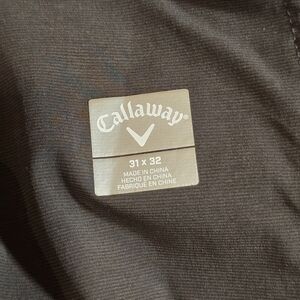 Callaway®
31 x 32
MADE IN CHINA
HECHO EN CHINA
FABRIQUÉ EN CHINE